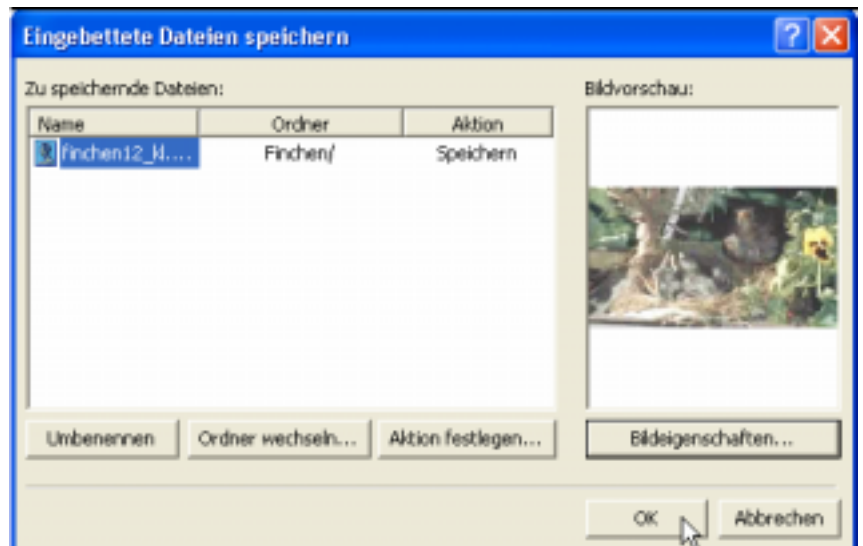 Eingebettete Dateien speichern
Zu speichernde Dateien:
Bildvorschau:
Name Ordner Aktion
finchen12_kl.... Finchen/ Speichern
Umbenennen Ordner wechseln... Aktion festlegen... Bildeigenschaften...
OK Abbrechen